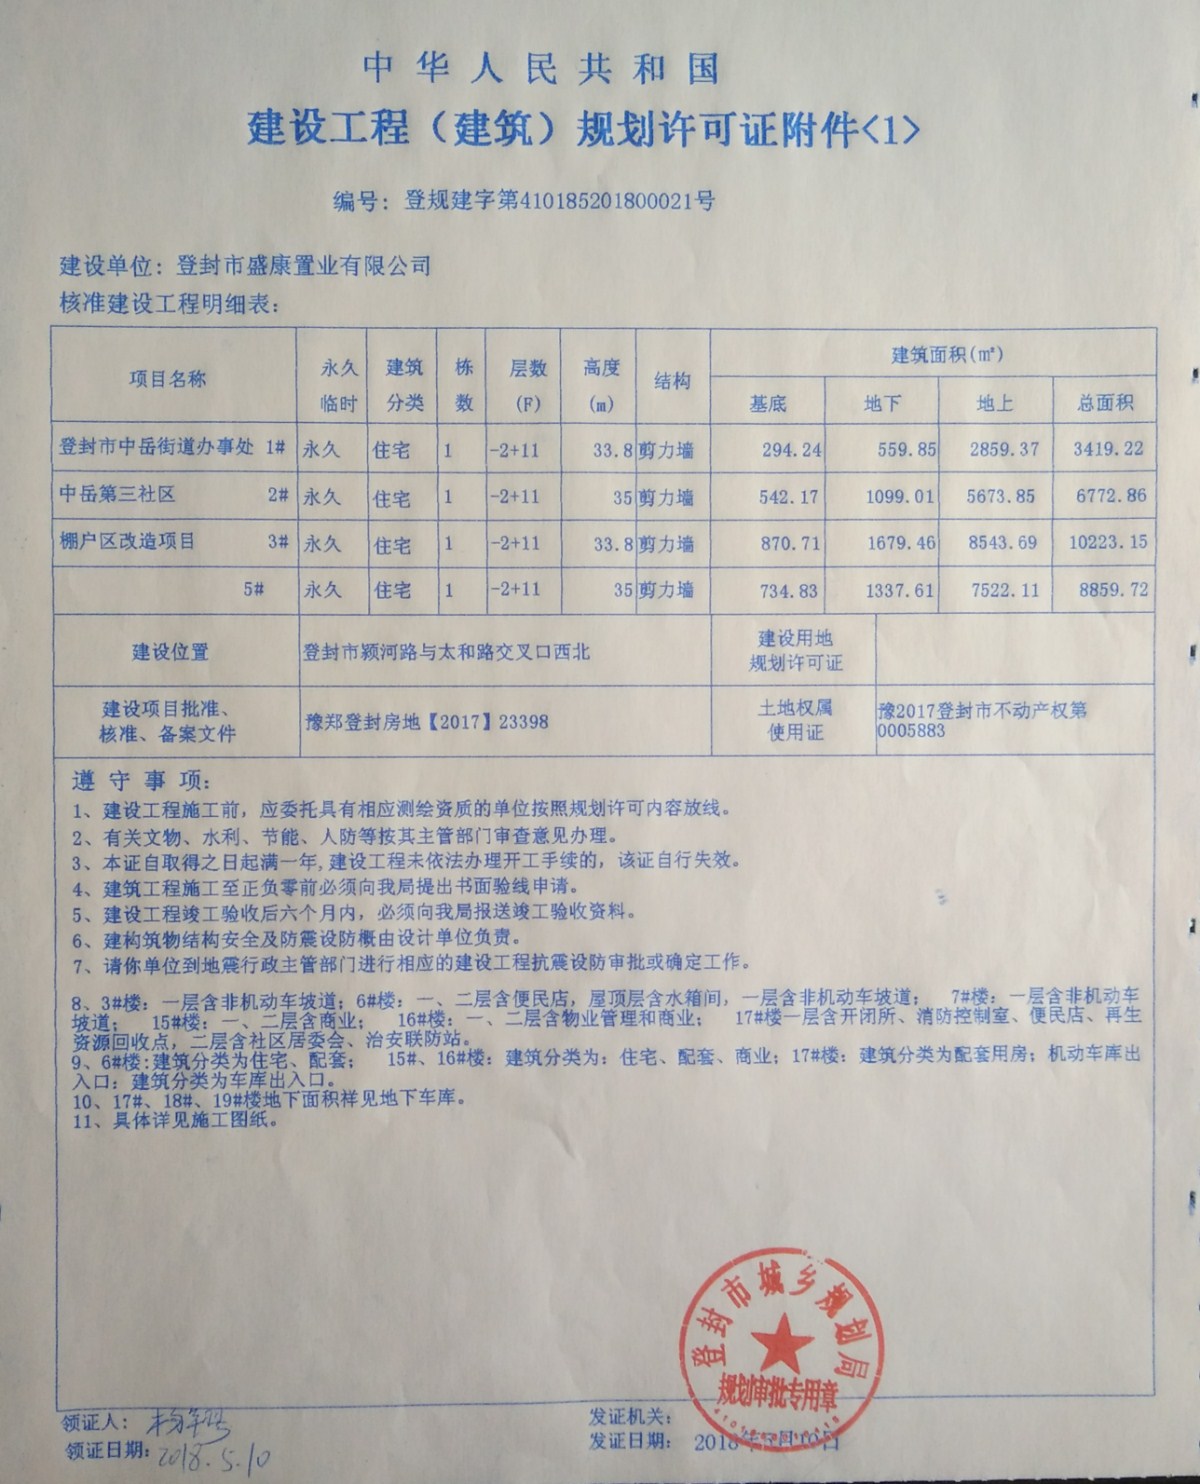 中华人民共和国
建设工程（建筑）规划许可证附件<1>
编号：登规建字第410185201800021号
建设单位：登封市盛康置业有限公司
核准建设工程明细表：
项目名称 永久临时 建筑分类 栋数 层数(F) 高度(m) 结构 建筑面积(㎡)
基底 地下 地上 总面积
登封市中岳街道办事处 1# 永久 住宅 1 -2+11 33.8 剪力墙 294.24 559.85 2859.37 3419.22
中岳第三社区 2# 永久 住宅 1 -2+11 35 剪力墙 542.17 1099.01 5673.85 6772.86
棚户区改造项目 3# 永久 住宅 1 -2+11 33.8 剪力墙 870.71 1679.46 8543.69 10223.15
5# 永久 住宅 1 -2+11 35 剪力墙 734.83 1337.61 7522.11 8859.72
建设位置 登封市颍河路与太和路交叉口西北 建设用地规划许可证
建设项目批准、核准、备案文件 豫郑登封房地【2017】23398 土地权属使用证 豫2017登封市不动产权第0005883
遵守事项：
1、建设工程施工前，应委托具有相应测绘资质的单位按照规划许可内容放线。
2、有关文物、水利、节能、人防等按其主管部门审查意见办理。
3、本证自取得之日起满一年,建设工程未依法办理开工手续的，该证自行失效。
4、建筑工程施工至正负零前必须向我局提出书面验线申请。
5、建设工程竣工验收后六个月内，必须向我局报送竣工验收资料。
6、建构筑物结构安全及防震设防概由设计单位负责。
7、请你单位到地震行政主管部门进行相应的建设工程抗震设防审批或确定工作。
8、3#楼：一层含非机动车坡道；6#楼：一、二层含便民店，屋顶层含水箱间，一层含非机动车坡道； 7#楼：一层含非机动车
坡道； 15#楼：一、二层含商业； 16#楼：一、二层含物业管理和商业； 17#楼一层含开闭所、消防控制室、便民店、再生
资源回收点，二层含社区居委会、治安联防站。
9、6#楼:建筑分类为住宅、配套； 15#、16#楼：建筑分类为：住宅、配套、商业；17#楼：建筑分类为配套用房；机动车库出
入口：建筑分类为车库出入口。
10、17#、18#、19#楼地下面积祥见地下车库。
11、具体详见施工图纸。
登封市城乡规划局
规划审批专用章
领证人：
发证机关：
领证日期：2018.5.10
发证日期：2018年5月10日